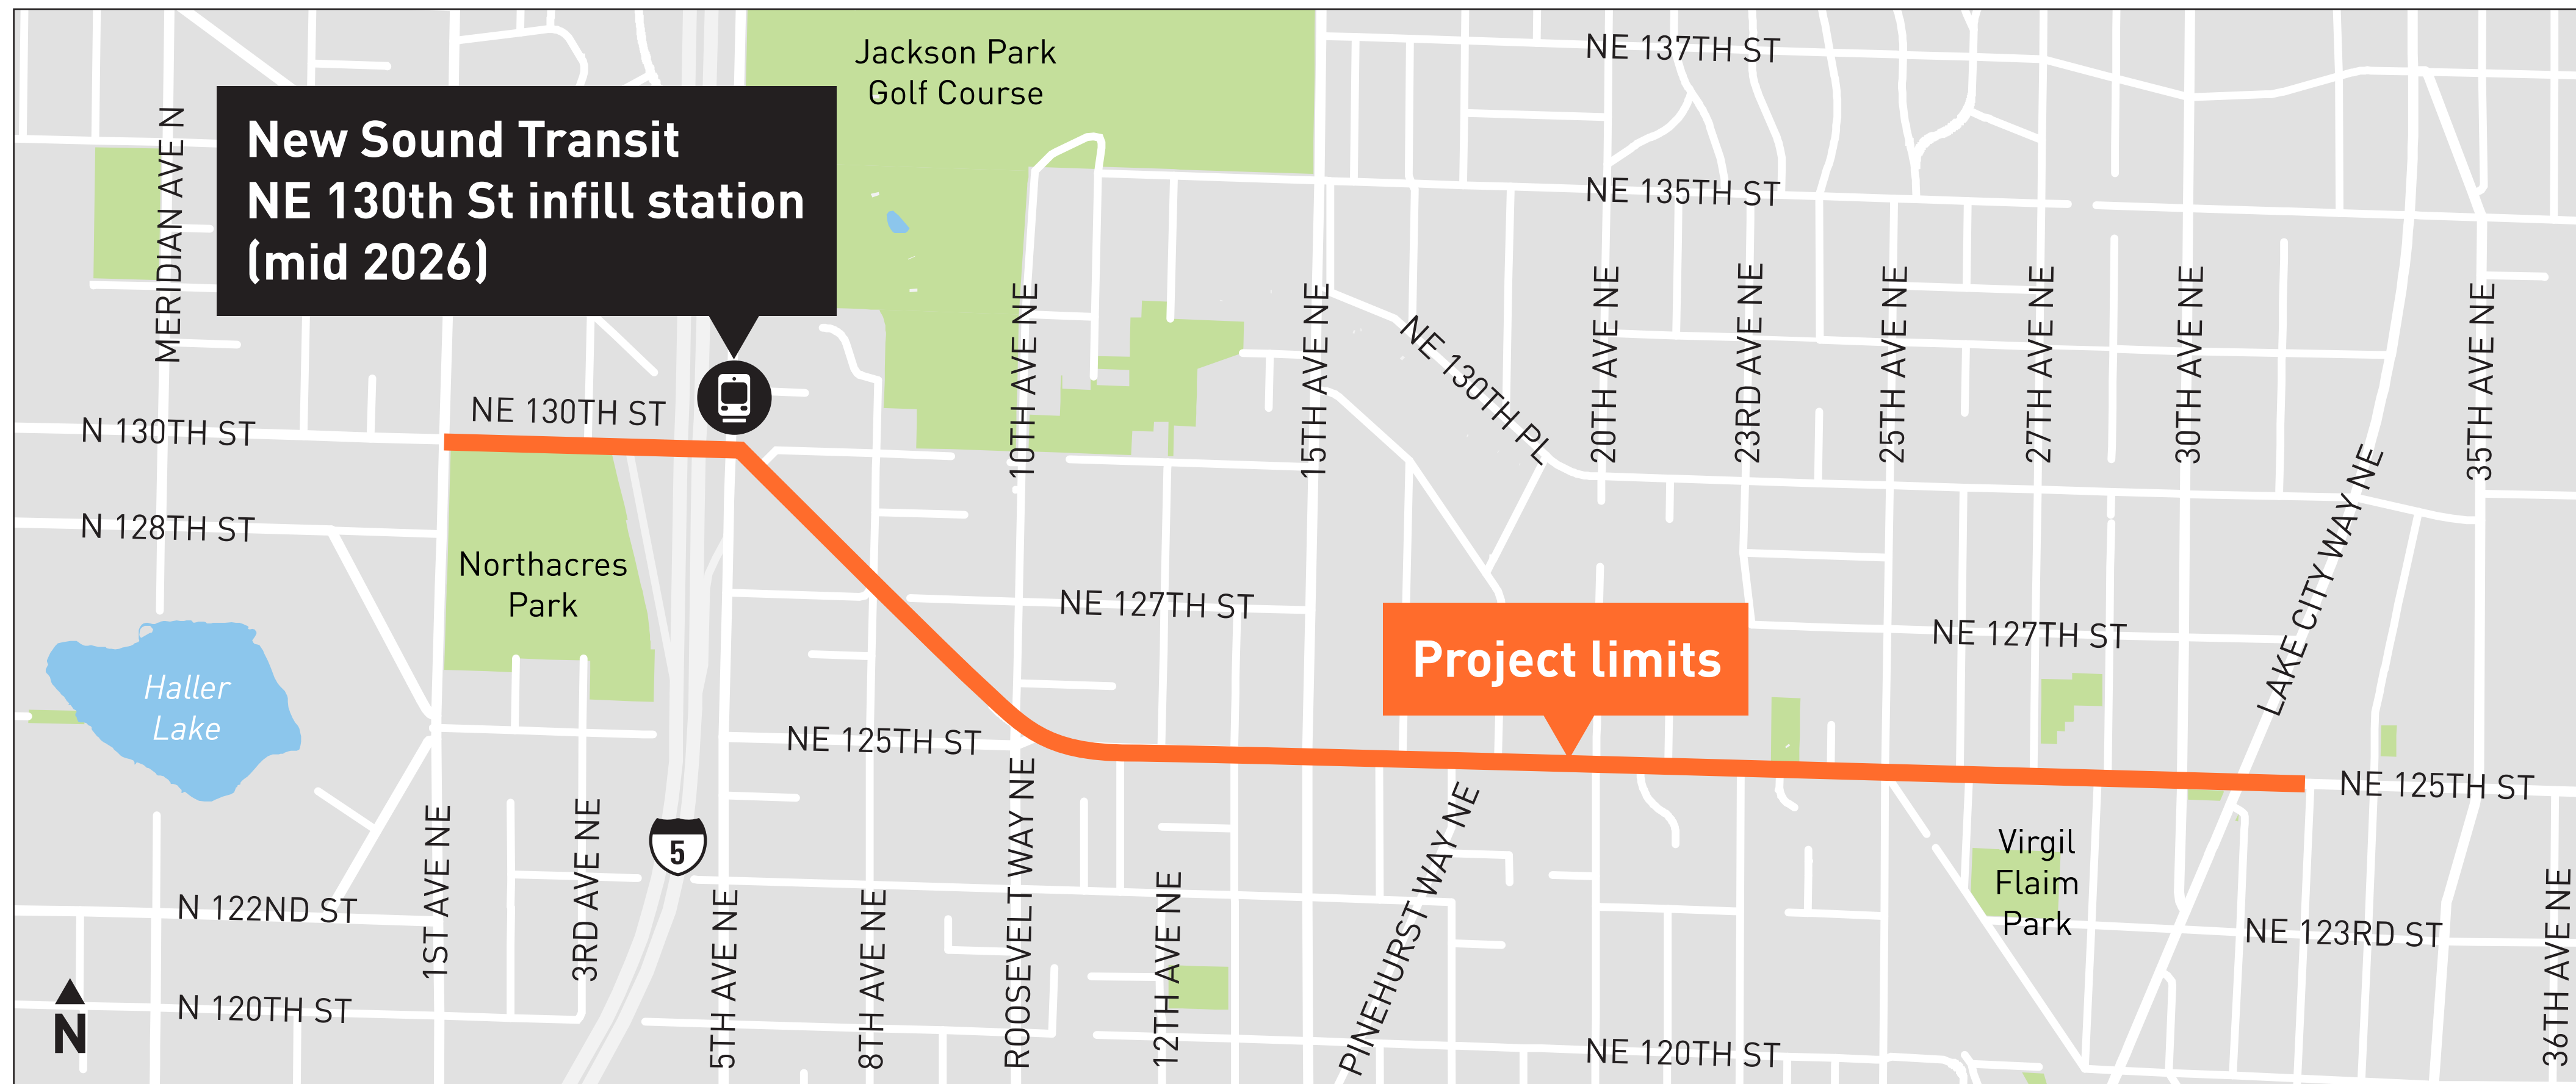 Jackson Park
Golf Course
NE 137TH ST
New Sound Transit
NE 130th St infill station
(mid 2026)
MERIDIAN AVE N
NE 135TH ST
10TH AVE NE
15TH AVE NE
NE 130TH PL
20TH AVE NE
23RD AVE NE
25TH AVE NE
27TH AVE NE
30TH AVE NE
35TH AVE NE
N 130TH ST
NE 130TH ST
N 128TH ST
LAKE CITY WAY NE
Northacres
Park
NE 127TH ST
Project limits
NE 127TH ST
Haller
Lake
NE 125TH ST
NE 125TH ST
5
Virgil
Flaim
Park
1ST AVE NE
3RD AVE NE
5TH AVE NE
8TH AVE NE
ROOSEVELT WAY NE
12TH AVE NE
PINEHURST WAY NE
N 122ND ST
NE 123RD ST
36TH AVE NE
N 120TH ST
NE 120TH ST
N